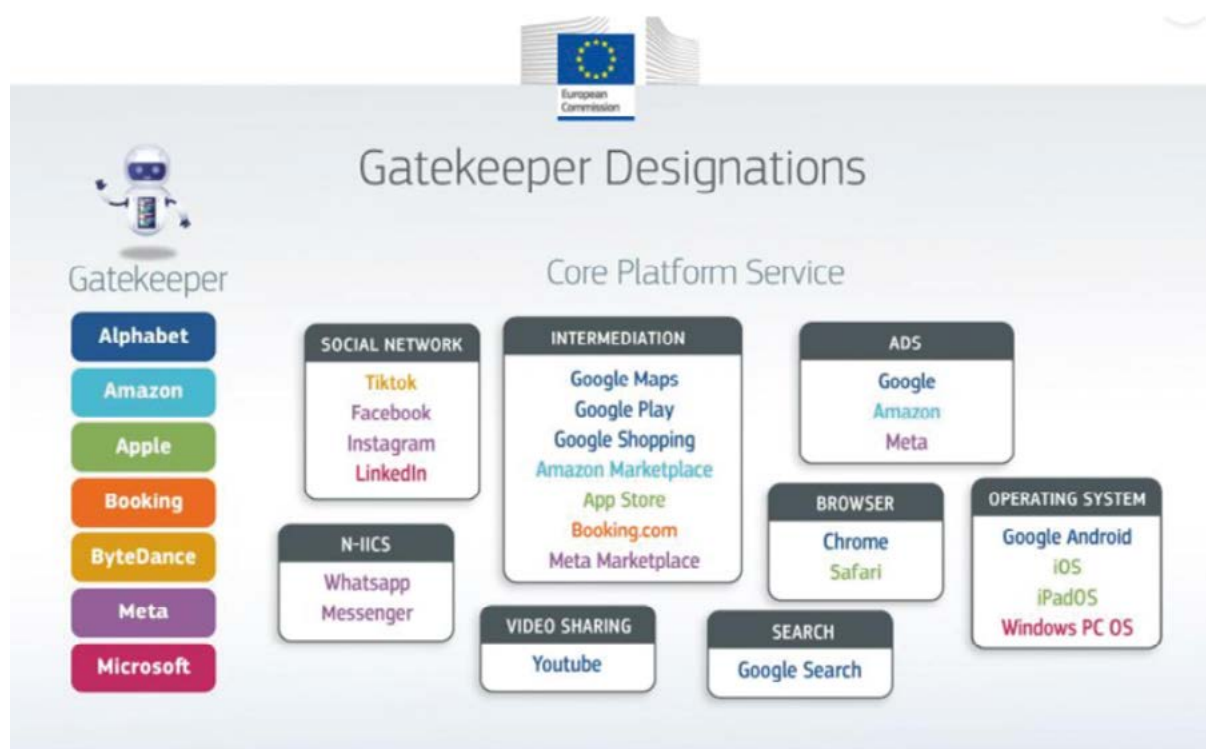 European
Commission
Gatekeeper Designations
Gatekeeper
Alphabet
Amazon
Apple
Booking
ByteDance
Meta
Microsoft
Core Platform Service
SOCIAL NETWORK
Tiktok
Facebook
Instagram
LinkedIn
N-IICS
Whatsapp
Messenger
INTERMEDIATION
Google Maps
Google Play
Google Shopping
Amazon Marketplace
App Store
Booking.com
Meta Marketplace
VIDEO SHARING
Youtube
ADS
Google
Amazon
Meta
BROWSER
Chrome
Safari
SEARCH
Google Search
OPERATING SYSTEM
Google Android
iOS
iPadOS
Windows PC OS